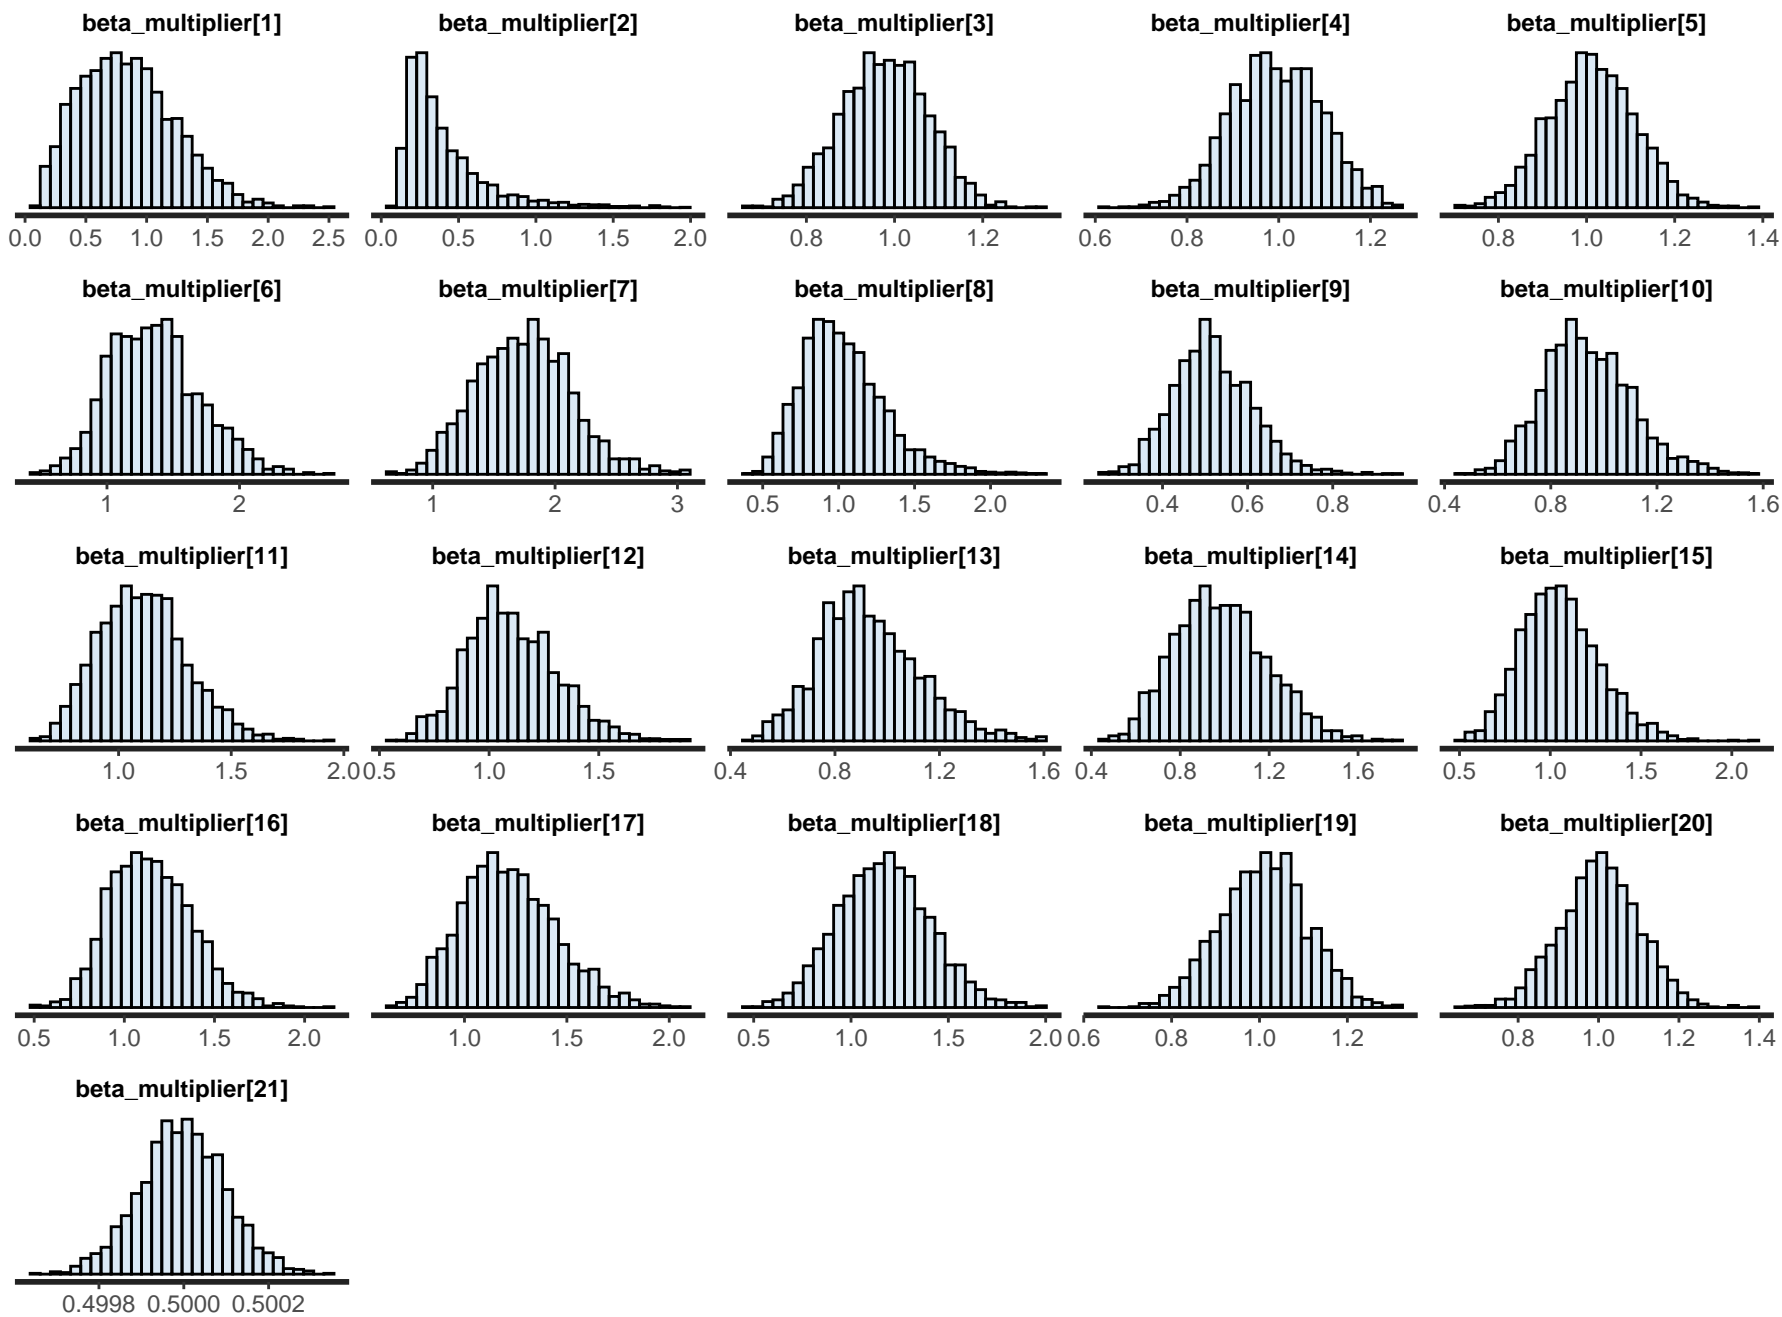 beta_multiplier[1] beta_multiplier[2] beta_multiplier[3] beta_multiplier[4] beta_multiplier[5]
0.0 0.5 1.0 1.5 2.0 2.5 0.0 0.5 1.0 1.5 2.0 0.8 1.0 1.2 0.6 0.8 1.0 1.2 0.8 1.0 1.2 1.4
beta_multiplier[6] beta_multiplier[7] beta_multiplier[8] beta_multiplier[9] beta_multiplier[10]
1 2 1 2 3 0.5 1.0 1.5 2.0 0.4 0.6 0.8 0.4 0.8 1.2 1.6
beta_multiplier[11] beta_multiplier[12] beta_multiplier[13] beta_multiplier[14] beta_multiplier[15]
1.0 1.5 2.0 0.5 1.0 1.5 0.4 0.8 1.2 1.6 0.4 0.8 1.2 1.6 0.5 1.0 1.5 2.0
beta_multiplier[16] beta_multiplier[17] beta_multiplier[18] beta_multiplier[19] beta_multiplier[20]
0.5 1.0 1.5 2.0 1.0 1.5 2.0 0.5 1.0 1.5 2.0 0.6 0.8 1.0 1.2 0.8 1.0 1.2 1.4
beta_multiplier[21]
0.4998 0.5000 0.5002